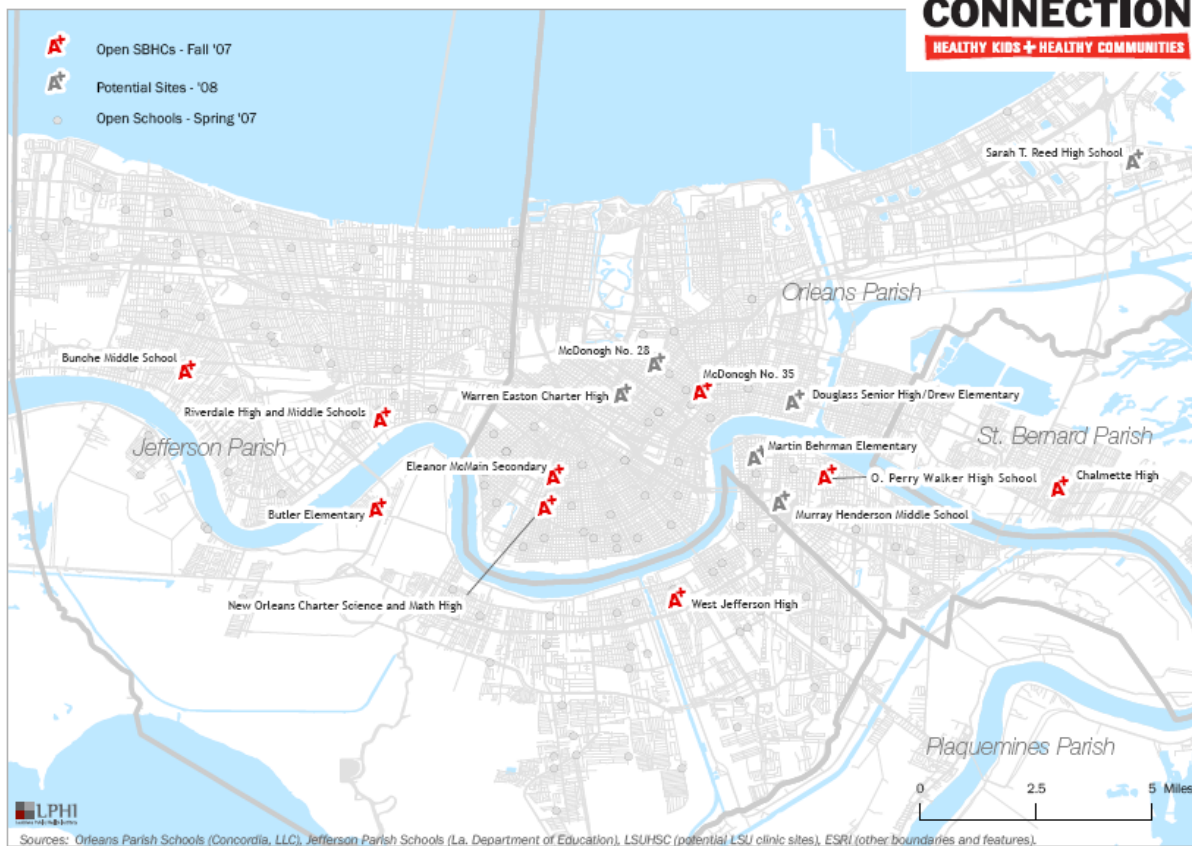 CONNECTION
HEALTHY KIDS + HEALTHY COMMUNITIES
A+ Open SBHCs - Fall '07
A+ Potential Sites - '08
Open Schools - Spring '07
Sarah T. Reed High School A+
Orleans Parish
McDonogh No. 28 A+
Bunche Middle School A+
McDonogh No. 35 A+
Warren Easton Charter High A+
Douglass Senior High/Drew Elementary A+
Riverdale High and Middle Schools A+
Jefferson Parish
St. Bernard Parish
Martin Behrman Elementary A+
Eleanor McMain Secondary A+
O. Perry Walker High School A+
Chalmette High A+
Butler Elementary A+
A+
Murray Henderson Middle School A+
New Orleans Charter Science and Math High
West Jefferson High A+
Plaquemines Parish
0 2.5 5 Miles
LPHI
Sources: Orleans Parish Schools (Concordia, LLC), Jefferson Parish Schools (La. Department of Education), LSUHSC (potential LSU clinic sites), ESRI (other boundaries and features).